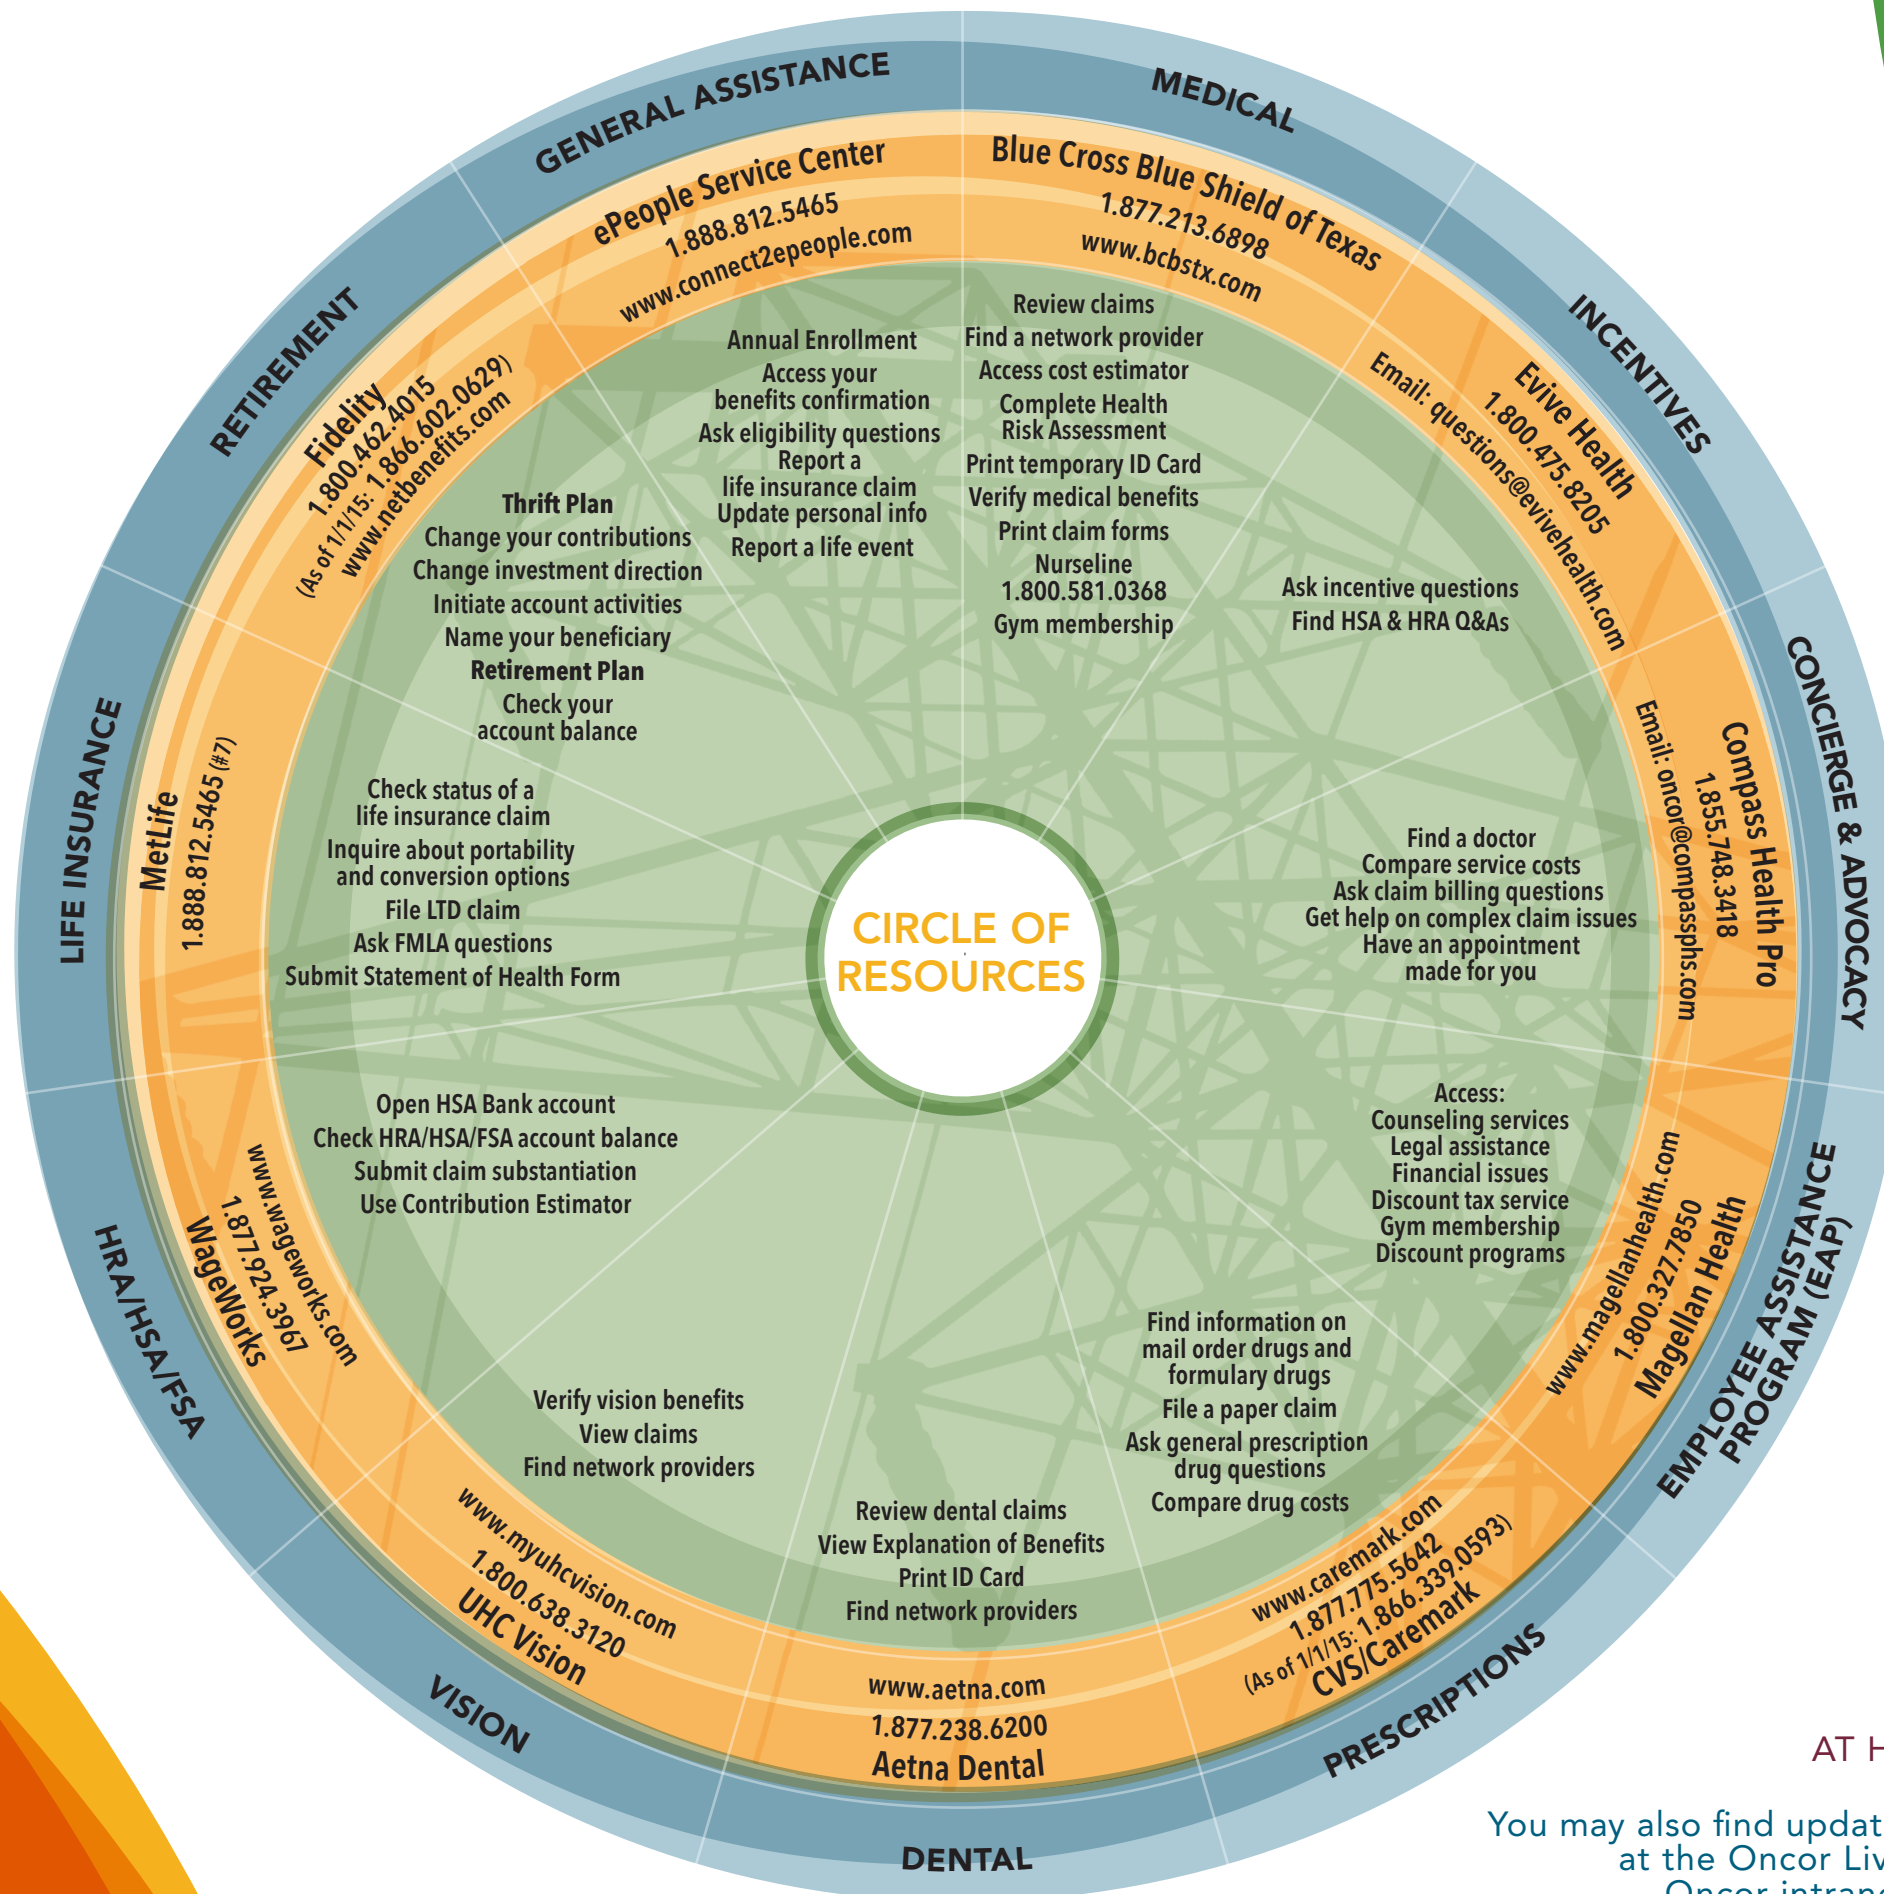 CIRCLE OF
RESOURCES
GENERAL ASSISTANCE
ePeople Service Center
1.888.812.5465
www.connect2epeople.com
Annual Enrollment
Access your
benefits confirmation
Ask eligibility questions
Report a
life insurance claim
Update personal info
Report a life event
MEDICAL
Blue Cross Blue Shield of Texas
1.877.213.6898
www.bcbstx.com
Review claims
Find a network provider
Access cost estimator
Complete Health
Risk Assessment
Print temporary ID Card
Verify medical benefits
Print claim forms
Nurseline
1.800.581.0368
Gym membership
INCENTIVES
Evive Health
1.800.475.8205
Email: questions@evivehealth.com
Ask incentive questions
Find HSA & HRA Q&As
CONCIERGE & ADVOCACY
Compass Health Pro
1.855.748.3418
Email: oncor@compassphs.com
Find a doctor
Compare service costs
Ask claim billing questions
Get help on complex claim issues
Have an appointment
made for you
EMPLOYEE ASSISTANCE
PROGRAM (EAP)
www.magellanhealth.com
1.800.327.7850
Magellan Health
Access:
Counseling services
Legal assistance
Financial issues
Discount tax service
Gym membership
Discount programs
PRESCRIPTIONS
www.caremark.com
1.877.775.5642
(As of 1/1/15: 1.866.339.0593)
CVS/Caremark
Find information on
mail order drugs and
formulary drugs
File a paper claim
Ask general prescription
drug questions
Compare drug costs
DENTAL
www.aetna.com
1.877.238.6200
Aetna Dental
Review dental claims
View Explanation of Benefits
Print ID Card
Find network providers
VISION
www.myuhcvision.com
1.800.638.3120
UHC Vision
Verify vision benefits
View claims
Find network providers
HRA/HSA/FSA
www.wageworks.com
1.877.924.3967
WageWorks
Open HSA Bank account
Check HRA/HSA/FSA account balance
Submit claim substantiation
Use Contribution Estimator
LIFE INSURANCE
MetLife
1.888.812.5465 (#7)
Check status of a
life insurance claim
Inquire about portability
and conversion options
File LTD claim
Ask FMLA questions
Submit Statement of Health Form
RETIREMENT
Fidelity
1.800.462.4015
(As of 1/1/15: 1.866.602.0629)
www.netbenefits.com
Thrift Plan
Change your contributions
Change investment direction
Initiate account activities
Name your beneficiary
Retirement Plan
Check your
account balance
AT H
You may also find updat
at the Oncor Liv
Oncor intran